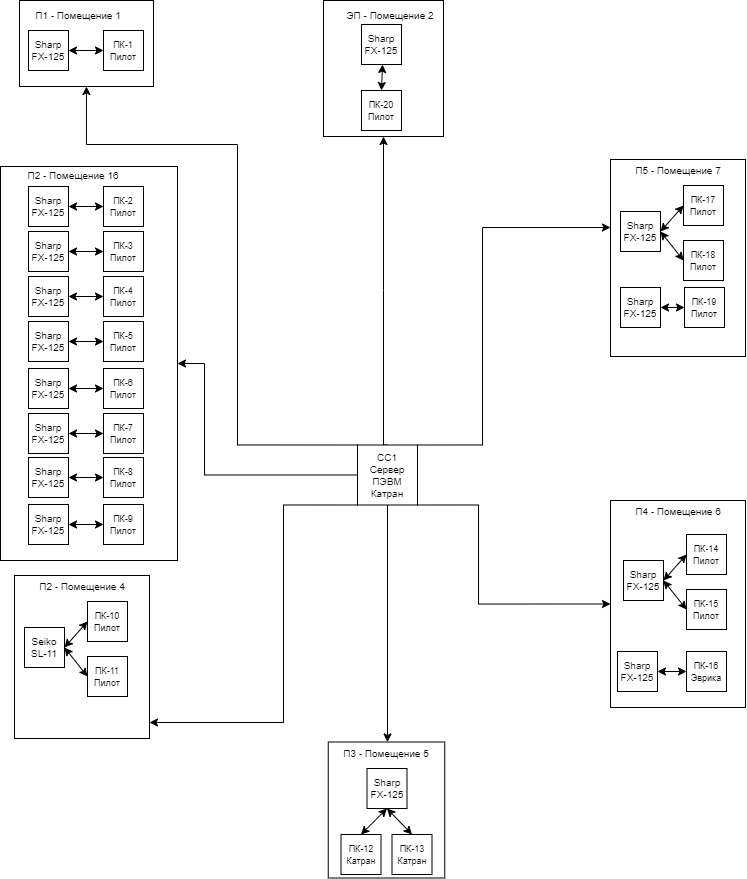 П1 - Помещение 1
Sharp
FX-125
ПК-1
Пилот
ЭП - Помещение 2
Sharp
FX-125
ПК-20
Пилот
П2 - Помещение 16
Sharp
FX-125
ПК-2
Пилот
Sharp
FX-125
ПК-3
Пилот
Sharp
FX-125
ПК-4
Пилот
Sharp
FX-125
ПК-5
Пилот
Sharp
FX-125
ПК-6
Пилот
Sharp
FX-125
ПК-7
Пилот
Sharp
FX-125
ПК-8
Пилот
Sharp
FX-125
ПК-9
Пилот
П5 - Помещение 7
Sharp
FX-125
ПК-17
Пилот
ПК-18
Пилот
Sharp
FX-125
ПК-19
Пилот
СС1
Сервер
ПЭВМ
Катран
П4 - Помещение 6
Sharp
FX-125
ПК-14
Пилот
ПК-15
Пилот
Sharp
FX-125
ПК-16
Эврика
П2 - Помещение 4
Seiko
SL-11
ПК-10
Пилот
ПК-11
Пилот
П3 - Помещение 5
Sharp
FX-125
ПК-12
Катран
ПК-13
Катран